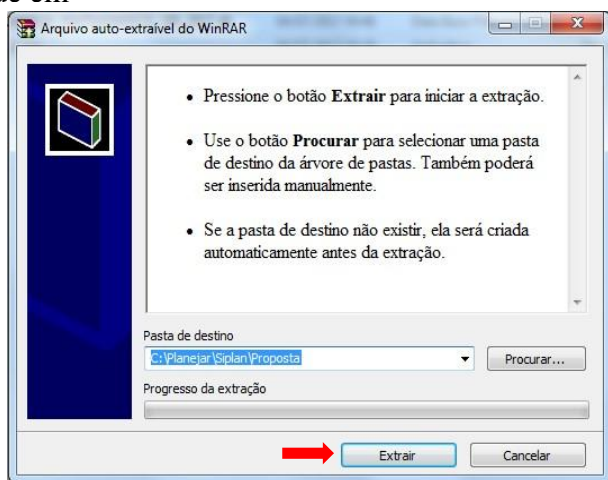 Arquivo auto-extraível do WinRAR
• Pressione o botão Extrair para iniciar a extração.
• Use o botão Procurar para selecionar uma pasta
de destino da árvore de pastas. Também poderá
ser inserida manualmente.
• Se a pasta de destino não existir, ela será criada
automaticamente antes da extração.
Pasta de destino
C:\Planejar\Siplan\Proposta
Procurar...
Progresso da extração
Extrair
Cancelar